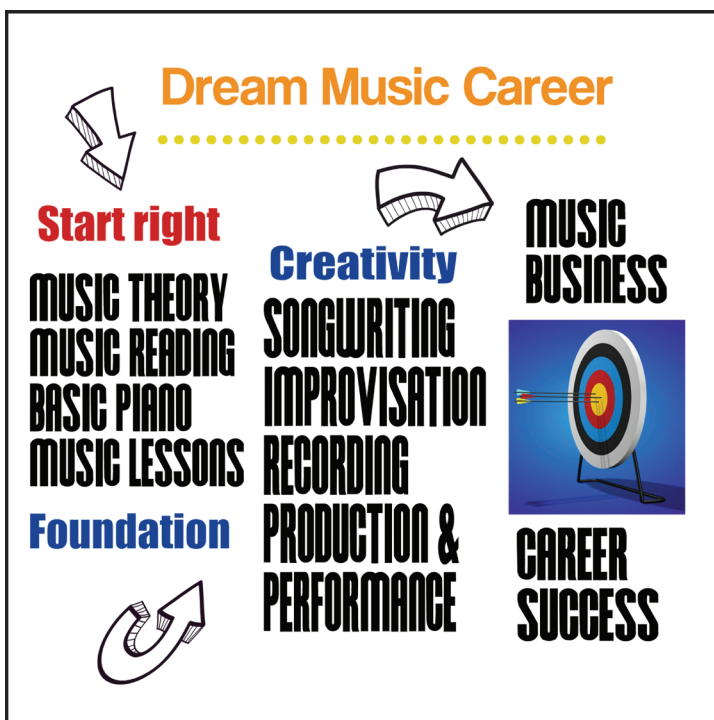 Dream Music Career
Start right
MUSIC THEORY
MUSIC READING
BASIC PIANO
MUSIC LESSONS
Foundation
Creativity
SONGWRITING
IMPROVISATION
RECORDING
PRODUCTION &
PERFORMANCE
MUSIC
BUSINESS
CAREER
SUCCESS